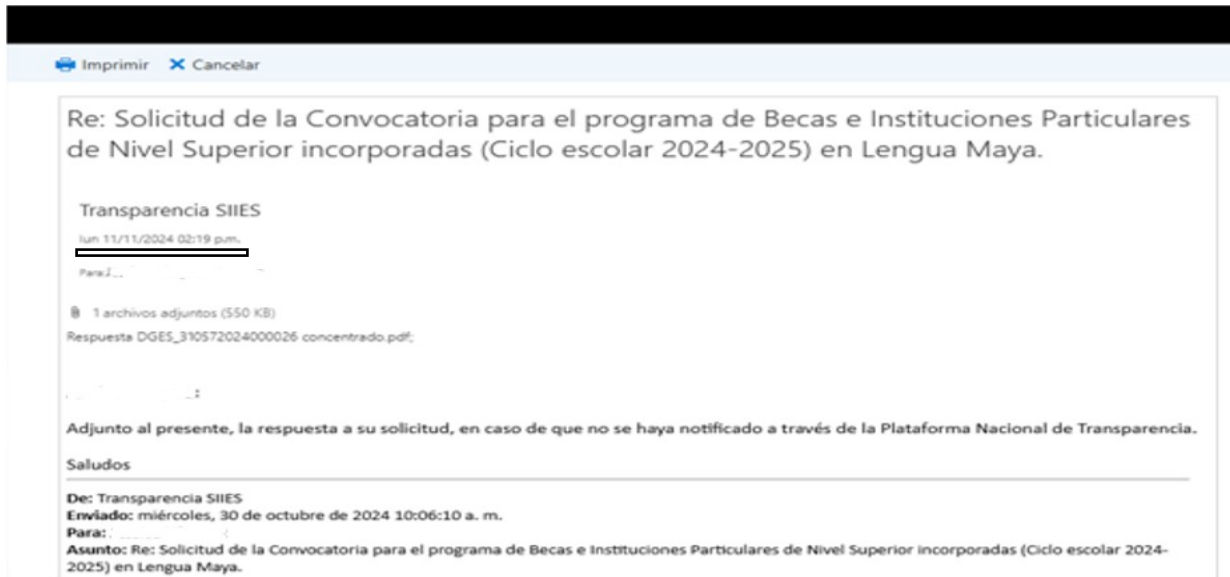 Imprimir Cancelar
Re: Solicitud de la Convocatoria para el programa de Becas e Instituciones Particulares
de Nivel Superior incorporadas (Ciclo escolar 2024-2025) en Lengua Maya.
Transparencia SIIES
lun 11/11/2024 02:19 p.m.
Para:
1 archivos adjuntos (550 KB)
Respuesta DGES_310572024000026 concentrado.pdf;
:
Adjunto al presente, la respuesta a su solicitud, en caso de que no se haya notificado a través de la Plataforma Nacional de Transparencia.
Saludos
De: Transparencia SIIES
Enviado: miércoles, 30 de octubre de 2024 10:06:10 a. m.
Para:
Asunto: Re: Solicitud de la Convocatoria para el programa de Becas e Instituciones Particulares de Nivel Superior incorporadas (Ciclo escolar 2024-
2025) en Lengua Maya.